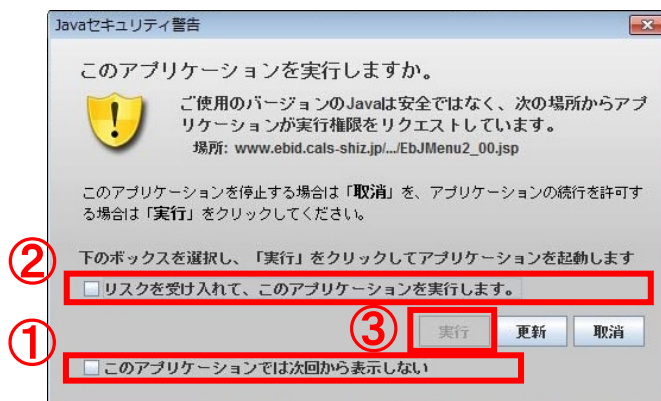 Javaセキュリティ警告
このアプリケーションを実行しますか。
ご使用のバージョンのJavaは安全ではなく、次の場所からアプ
リケーションが実行権限をリクエストしています。
場所: www.ebid.cals-shiz.jp/.../EbJMenu2_00.jsp
このアプリケーションを停止する場合は「取消」を、アプリケーションの続行を許可す
る場合は「実行」をクリックしてください。
下のボックスを選択し、「実行」をクリックしてアプリケーションを起動します
② リスクを受け入れて、このアプリケーションを実行します。
③ 実行 更新 取消
① このアプリケーションでは次回から表示しない